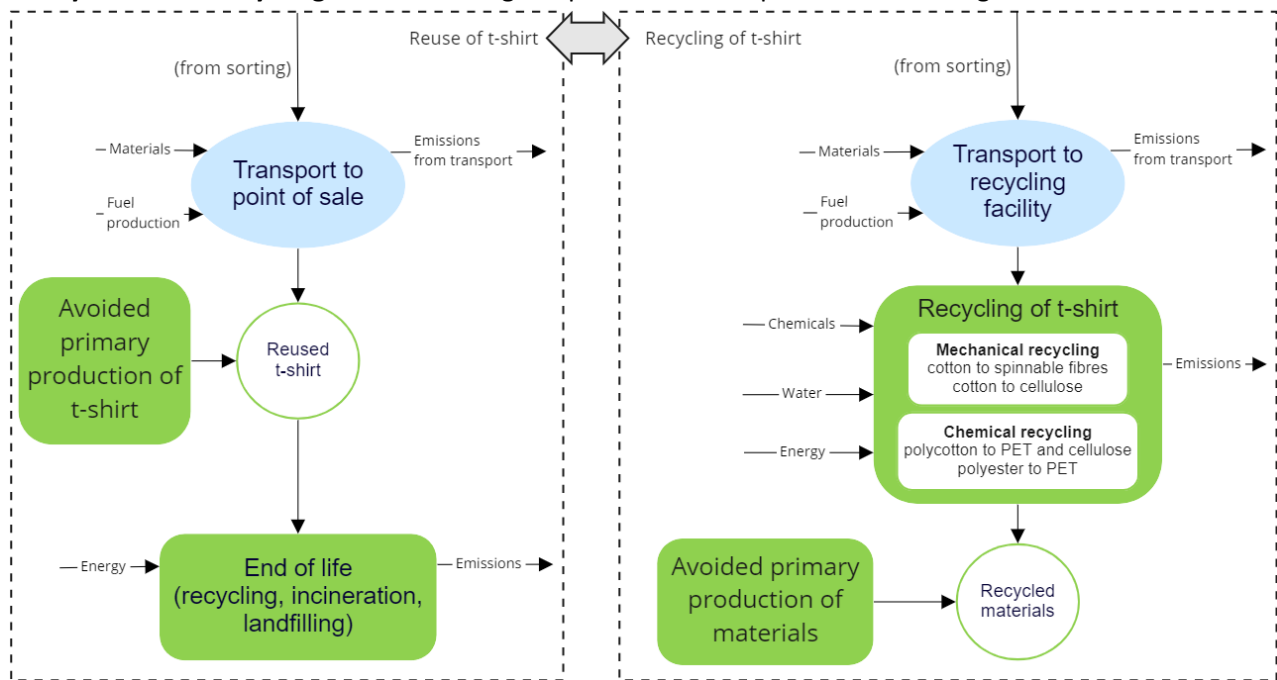 Reuse of t-shirt
Recycling of t-shirt
(from sorting)
Materials
Fuel
production
Transport to
point of sale
Emissions
from transport
Avoided
primary
production of
t-shirt
Reused
t-shirt
Energy
End of life
(recycling, incineration,
landfilling)
Emissions
(from sorting)
Materials
Fuel
production
Transport to
recycling
facility
Emissions
from transport
Chemicals
Water
Energy
Recycling of t-shirt
Mechanical recycling
cotton to spinnable fibres
cotton to cellulose
Chemical recycling
polycotton to PET and cellulose
polyester to PET
Emissions
Avoided primary
production of
materials
Recycled
materials